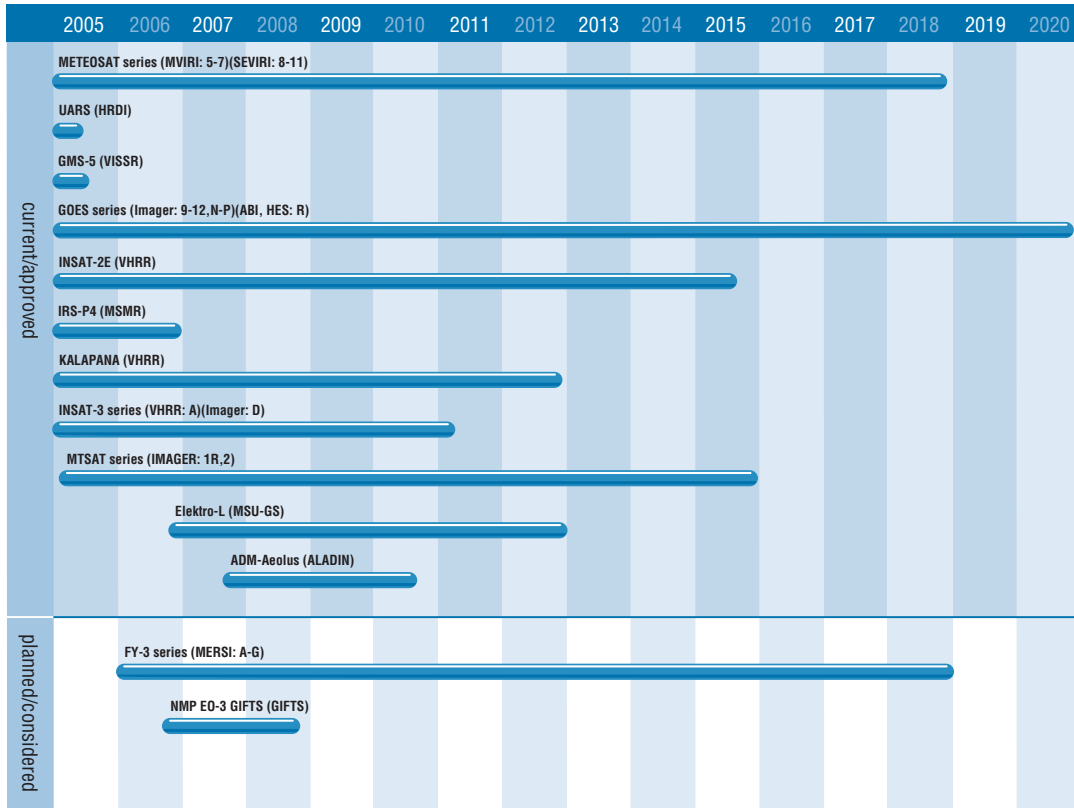 2005 2006 2007 2008 2009 2010 2011 2012 2013 2014 2015 2016 2017 2018 2019 2020
current/approved
METEOSAT series (MVIRI: 5-7)(SEVIRI: 8-11)
UARS (HRDI)
GMS-5 (VISSR)
GOES series (Imager: 9-12,N-P)(ABI, HES: R)
INSAT-2E (VHRR)
IRS-P4 (MSMR)
KALAPANA (VHRR)
INSAT-3 series (VHRR: A)(Imager: D)
MTSAT series (IMAGER: 1R,2)
Elektro-L (MSU-GS)
ADM-Aeolus (ALADIN)
planned/considered
FY-3 series (MERSI: A-G)
NMP EO-3 GIFTS (GIFTS)